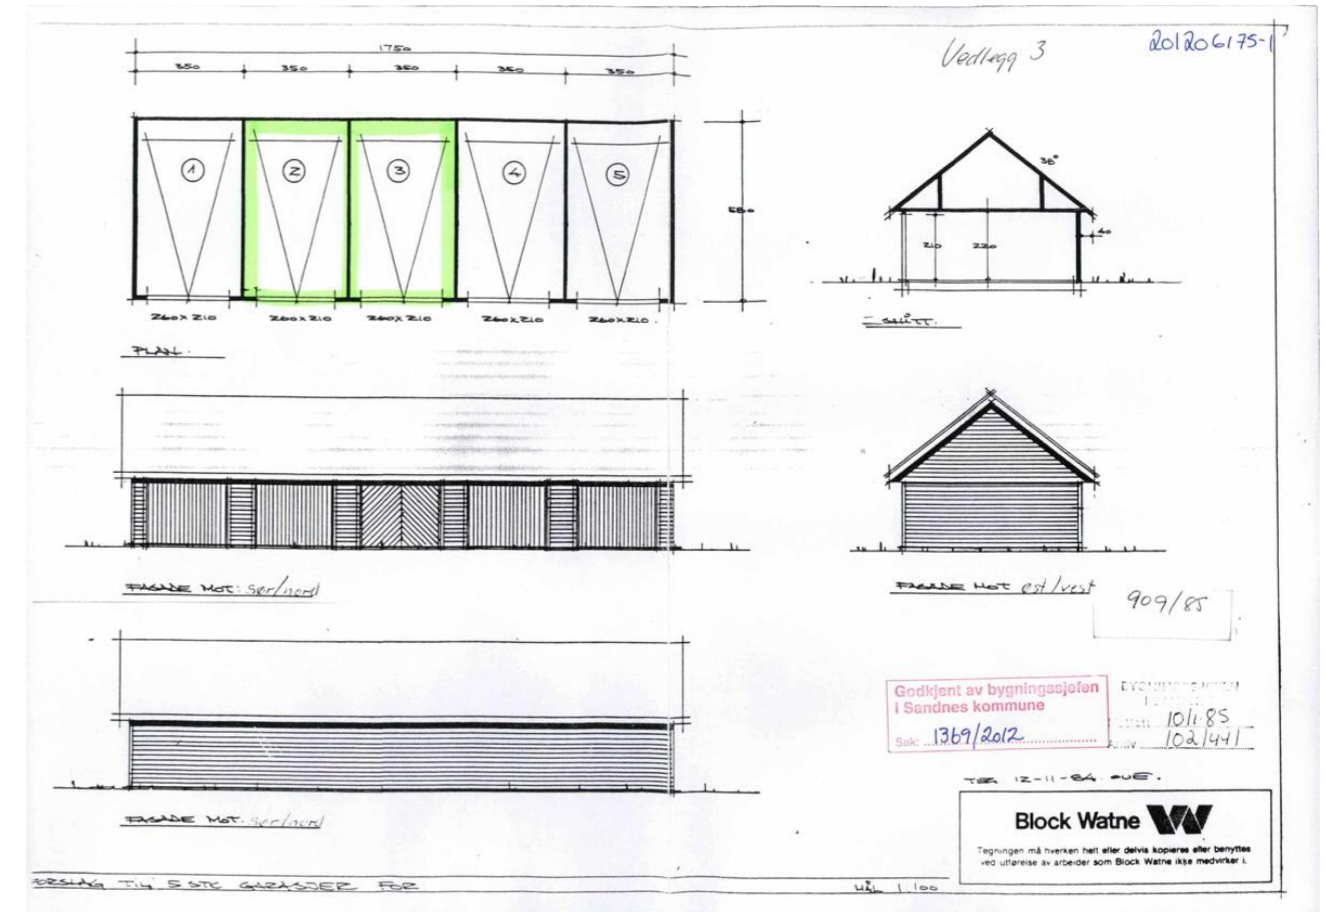 1750
350 350 350 350 350
Vedlegg 3
201206175-1
1 2 3 4 5
580
38°
210 220 40
260x210 260x210 260x210 260x210 260x210
PLAN.
SNITT.
FASADE MOT: sør/nord
FASADE MOT øst/vest
909/85
Godkjent av bygningssjefen
i Sandnes kommune
Sak: 1369/2012
10/1-85
102/441
TEG 12-11-84
FASADE MOT: sør/nord
Block Watne
Tegningen må hverken helt eller delvis kopieres eller benyttes
ved utførelse av arbeider som Block Watne ikke medvirker i.
FORSLAG TIL 5 STK GARASJER FOR
MÅL 1:100